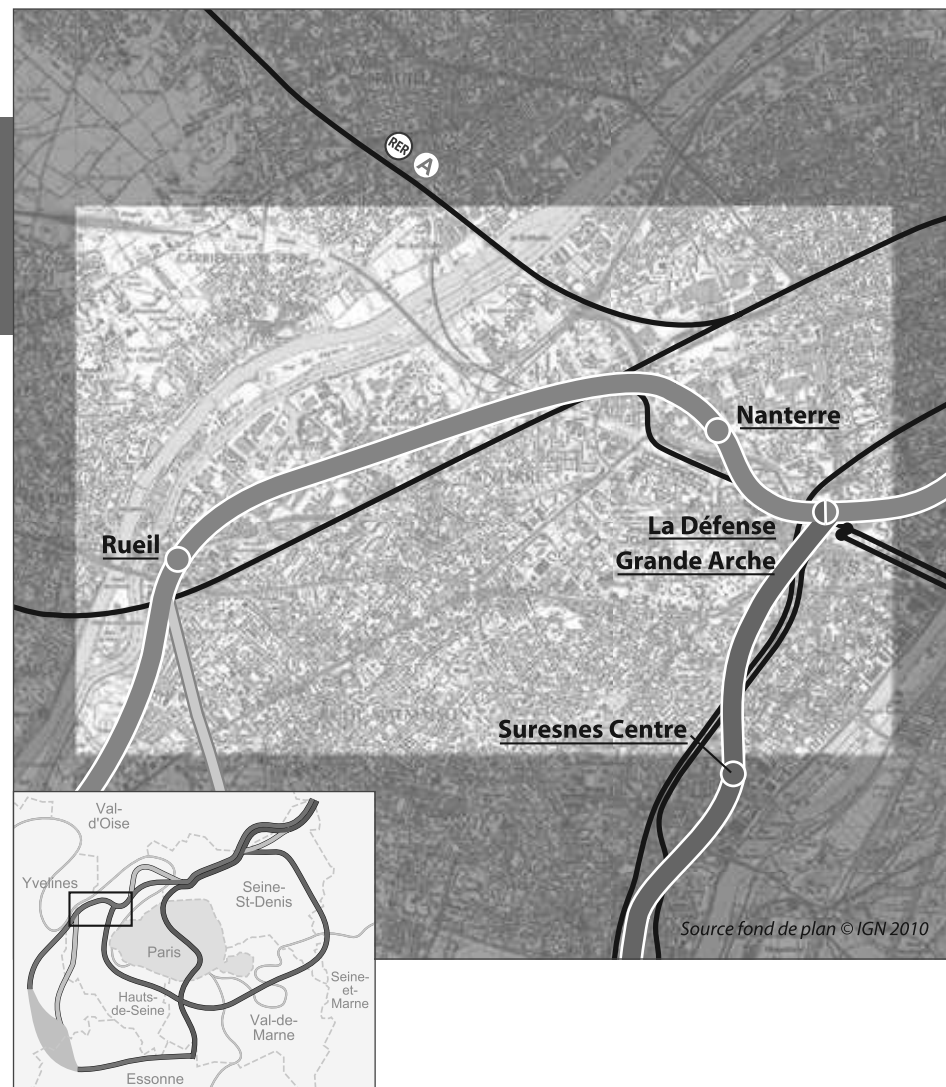 RER
A
Nanterre
La Défense
Grande Arche
Rueil
Suresnes Centre
Source fond de plan © IGN 2010
Val-
d'Oise
Yvelines
Seine-
St-Denis
Paris
Hauts-
de-Seine
Seine-
et-
Marne
Val-de-
Marne
Essonne